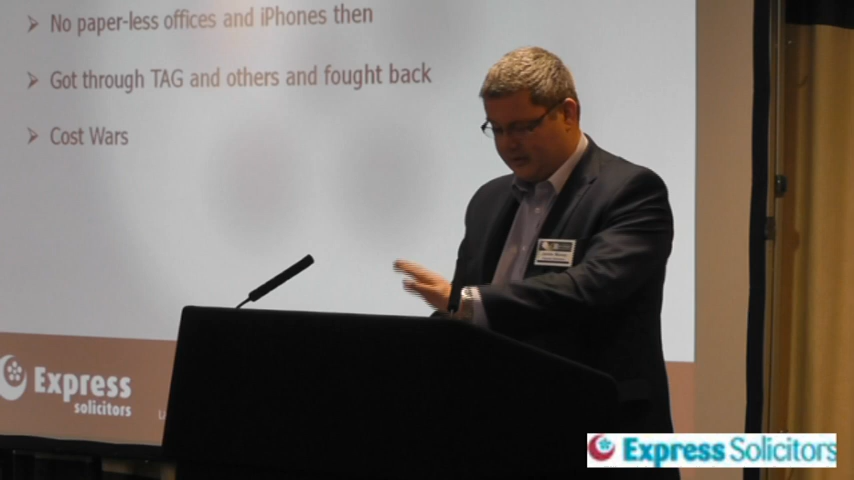 No paper-less offices and iPhones then
Got through TAG and others and fought back
Cost Wars
Express
solicitors
Express Solicitors